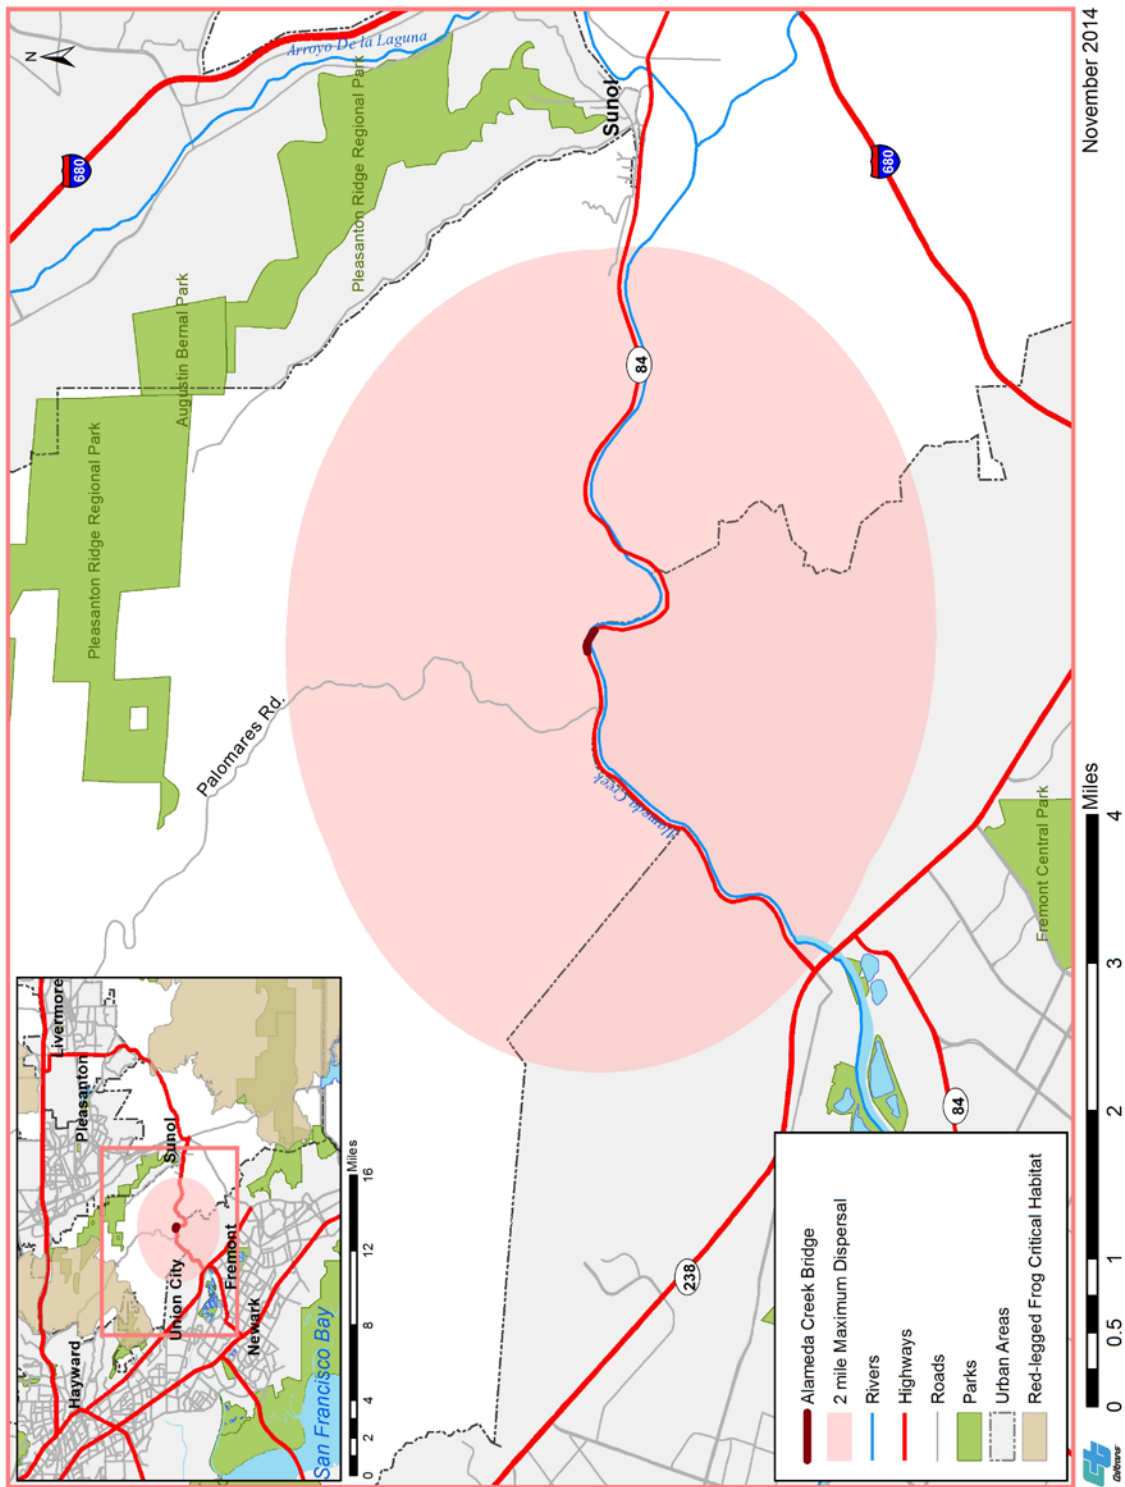 N
680
Arroyo De la Laguna
Pleasanton Ridge Regional Park
Augustin Bernal Park
Pleasanton Ridge Regional Park
Palomares Rd.
Sunol
84
680
Alameda Creek
238
84
Fremont Central Park
Livermore
Pleasanton
Sunol
Hayward
Union City
Fremont
Newark
San Francisco Bay
0 2 4 8 12 16
Miles
Alameda Creek Bridge
2 mile Maximum Dispersal
Rivers
Highways
Roads
Parks
Urban Areas
Red-legged Frog Critical Habitat
Caltrans
0 0.5 1 2 3 4
Miles
November 2014